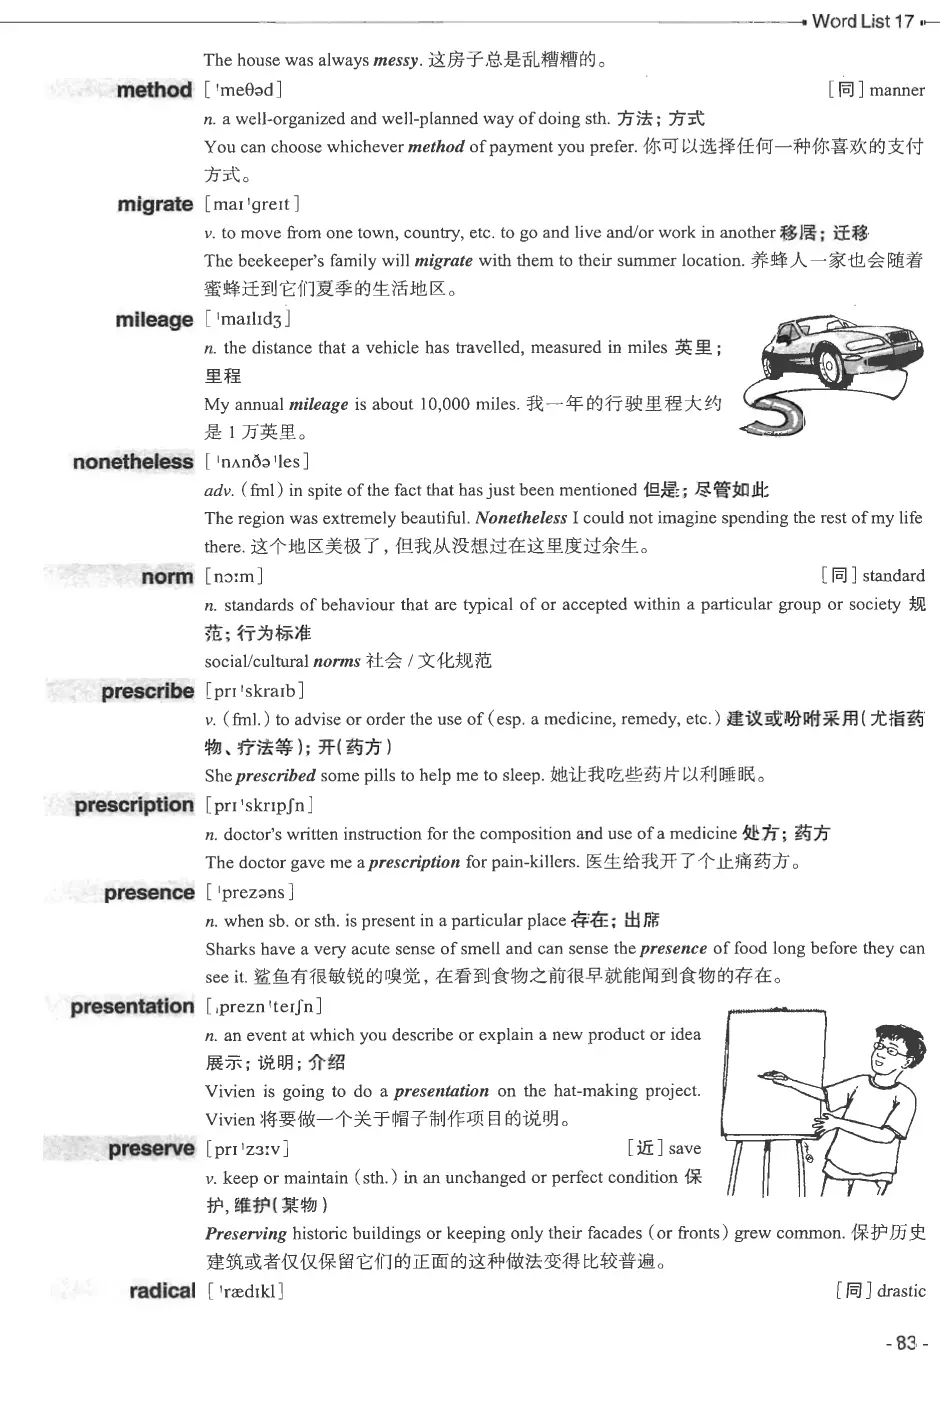 Word List 17
The house was always messy. 这房子总是乱糟糟的。
method [ˈmeθəd] [同] manner
n. a well-organized and well-planned way of doing sth. 方法；方式
You can choose whichever method of payment you prefer. 你可以选择任何一种你喜欢的支付
方式。
migrate [maɪˈgreɪt]
v. to move from one town, country, etc. to go and live and/or work in another 移居；迁移
The beekeeper's family will migrate with them to their summer location. 养蜂人一家也会随着
蜜蜂迁到它们夏季的生活地区。
mileage [ˈmaɪlɪdʒ]
n. the distance that a vehicle has travelled, measured in miles 英里；
里程
My annual mileage is about 10,000 miles. 我一年的行驶里程大约
是 1 万英里。
nonetheless [ˈnʌnðəˈles]
adv. (fml) in spite of the fact that has just been mentioned 但是；尽管如此
The region was extremely beautiful. Nonetheless I could not imagine spending the rest of my life
there. 这个地区美极了, 但我从没想过在这里度过余生。
norm [nɔːm] [同] standard
n. standards of behaviour that are typical of or accepted within a particular group or society 规
范；行为标准
social/cultural norms 社会 / 文化规范
prescribe [prɪˈskraɪb]
v. (fml.) to advise or order the use of (esp. a medicine, remedy, etc.) 建议或吩咐采用(尤指药
物、疗法等)；开(药方)
She prescribed some pills to help me to sleep. 她让我吃些药片以利睡眠。
prescription [prɪˈskrɪpʃn]
n. doctor's written instruction for the composition and use of a medicine 处方；药方
The doctor gave me a prescription for pain-killers. 医生给我开了个止痛药方。
presence [ˈprezəns]
n. when sb. or sth. is present in a particular place 存在；出席
Sharks have a very acute sense of smell and can sense the presence of food long before they can
see it. 鲨鱼有很敏锐的嗅觉, 在看到食物之前很早就能闻到食物的存在。
presentation [ˌpreznˈteɪʃn]
n. an event at which you describe or explain a new product or idea
展示；说明；介绍
Vivien is going to do a presentation on the hat-making project.
Vivien 将要做一个关于帽子制作项目的说明。
preserve [prɪˈzɜːv] [近] save
v. keep or maintain (sth.) in an unchanged or perfect condition 保
护, 维护(某物)
Preserving historic buildings or keeping only their facades (or fronts) grew common. 保护历史
建筑或者仅仅保留它们的正面的这种做法变得比较普遍。
radical [ˈrædɪkl] [同] drastic
- 83 -